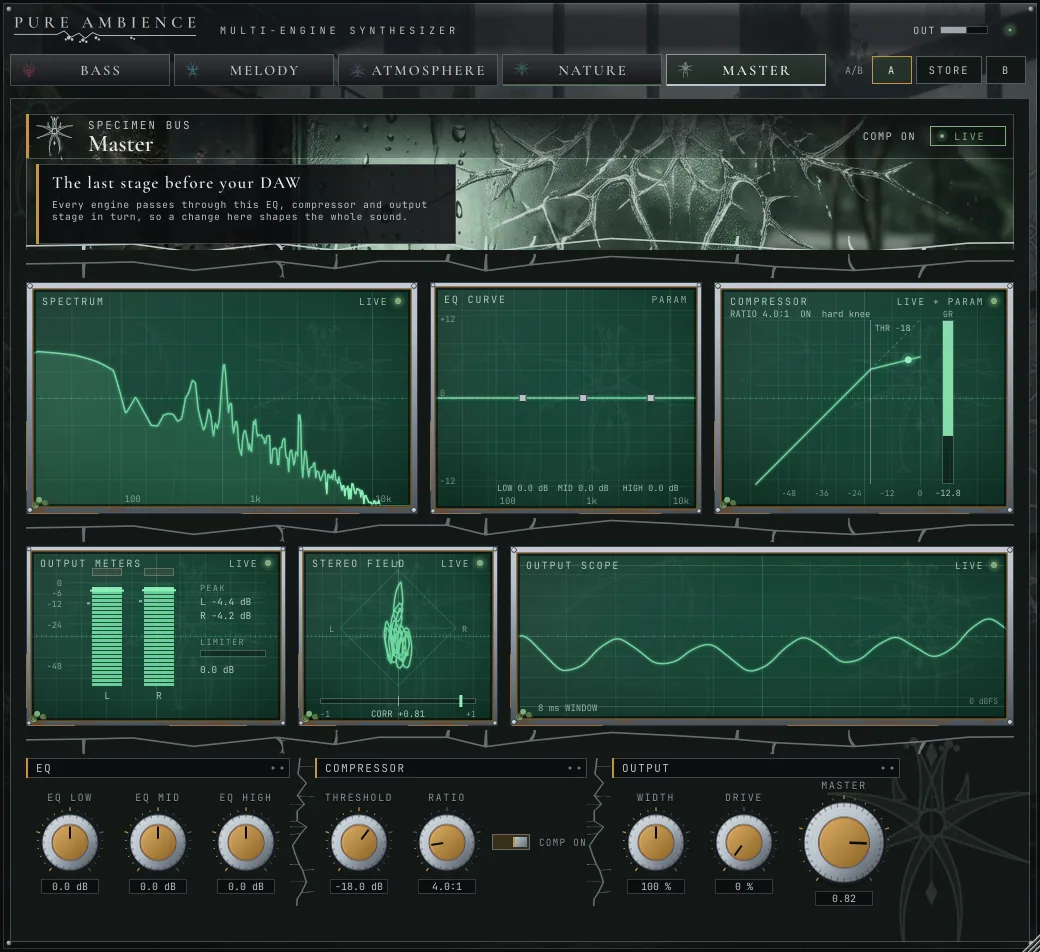 PURE AMBIENCE
MULTI-ENGINE SYNTHESIZER
OUT
BASS
MELODY
ATMOSPHERE
NATURE
MASTER
A/B
A
STORE
B
SPECIMEN BUS
Master
COMP ON
LIVE
The last stage before your DAW
Every engine passes through this EQ, compressor and output
stage in turn, so a change here shapes the whole sound.
SPECTRUM
LIVE
100
1k
10k
EQ CURVE
PARAM
+12
0
-12
LOW 0.0 dB MID 0.0 dB HIGH 0.0 dB
100
1k
10k
COMPRESSOR
LIVE + PARAM
RATIO 4.0:1 ON hard knee
GR
THR -18
-48
-36
-24
-12
0
-12.8
OUTPUT METERS
LIVE
0
-6
-12
-24
-48
L
R
PEAK
L -4.4 dB
R -4.2 dB
LIMITER
0.0 dB
STEREO FIELD
LIVE
L
R
-1
CORR +0.81
+1
OUTPUT SCOPE
LIVE
8 ms WINDOW
0 dBFS
EQ
EQ LOW
EQ MID
EQ HIGH
0.0 dB
0.0 dB
0.0 dB
COMPRESSOR
THRESHOLD
RATIO
COMP ON
-18.0 dB
4.0:1
OUTPUT
WIDTH
DRIVE
MASTER
100 %
0 %
0.82